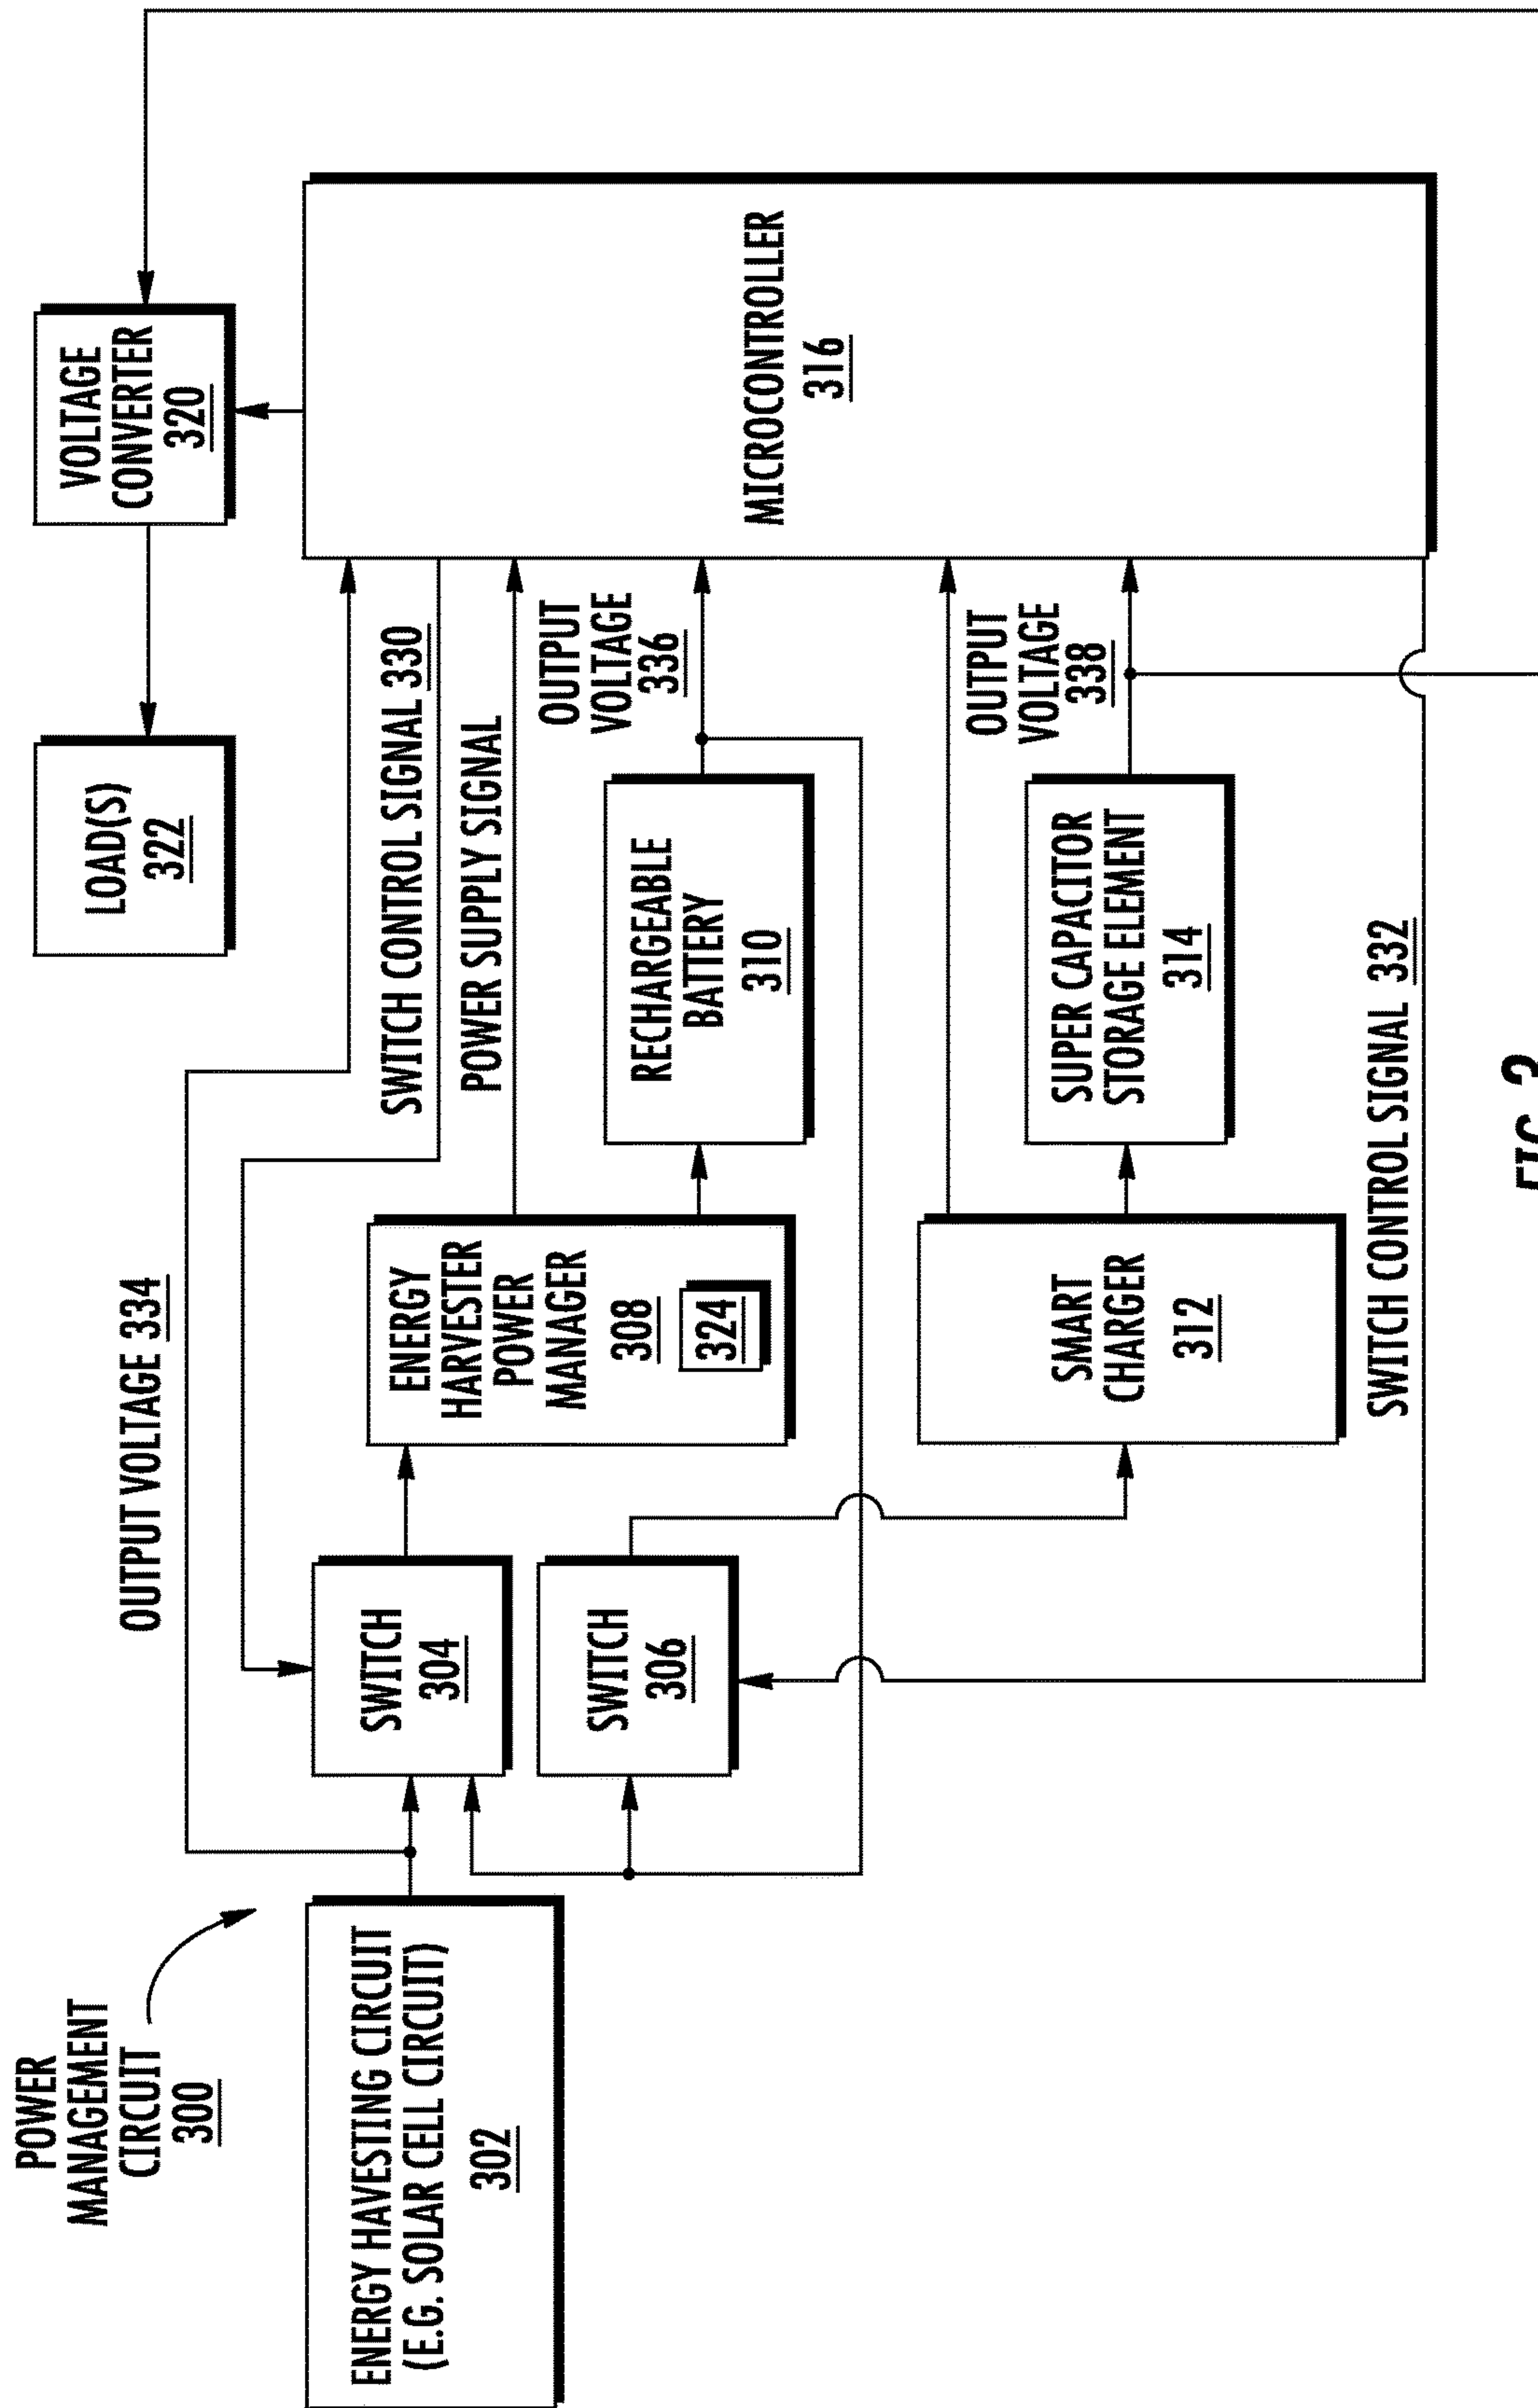 POWER
MANAGEMENT
CIRCUIT
300
ENERGY HAVESTING CIRCUIT
(E.G. SOLAR CELL CIRCUIT)
302
OUTPUT VOLTAGE 334
SWITCH
304
SWITCH
306
ENERGY
HARVESTER
POWER
MANAGER
308
324
SMART
CHARGER
312
LOAD(S)
322
VOLTAGE
CONVERTER
320
SWITCH CONTROL SIGNAL 330
POWER SUPPLY SIGNAL
RECHARGEABLE
BATTERY
310
OUTPUT
VOLTAGE
336
SUPER CAPACITOR
STORAGE ELEMENT
314
OUTPUT
VOLTAGE
338
MICROCONTROLLER
316
SWITCH CONTROL SIGNAL 332